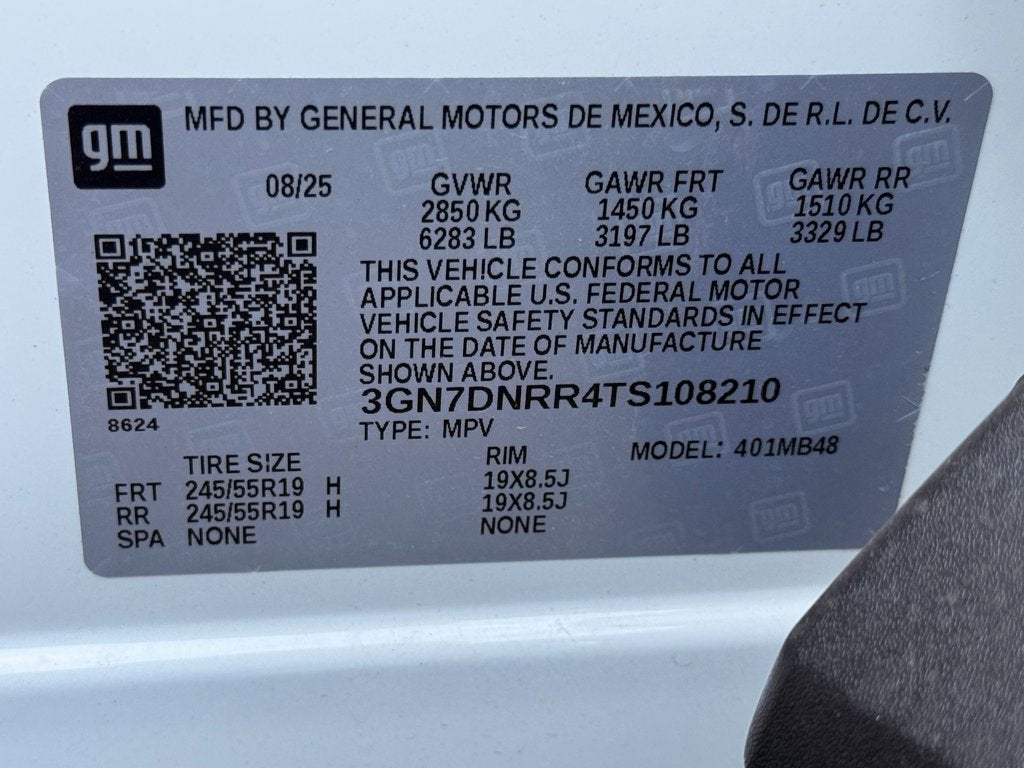 gm
MFD BY GENERAL MOTORS DE MEXICO, S. DE R.L. DE C.V.
08/25 GVWR GAWR FRT GAWR RR
2850 KG 1450 KG 1510 KG
6283 LB 3197 LB 3329 LB
THIS VEHICLE CONFORMS TO ALL
APPLICABLE U.S. FEDERAL MOTOR
VEHICLE SAFETY STANDARDS IN EFFECT
ON THE DATE OF MANUFACTURE
SHOWN ABOVE.
3GN7DNRR4TS108210
8624
TYPE: MPV
TIRE SIZE RIM MODEL: 401MB48
FRT 245/55R19 H 19X8.5J
RR 245/55R19 H 19X8.5J
SPA NONE NONE